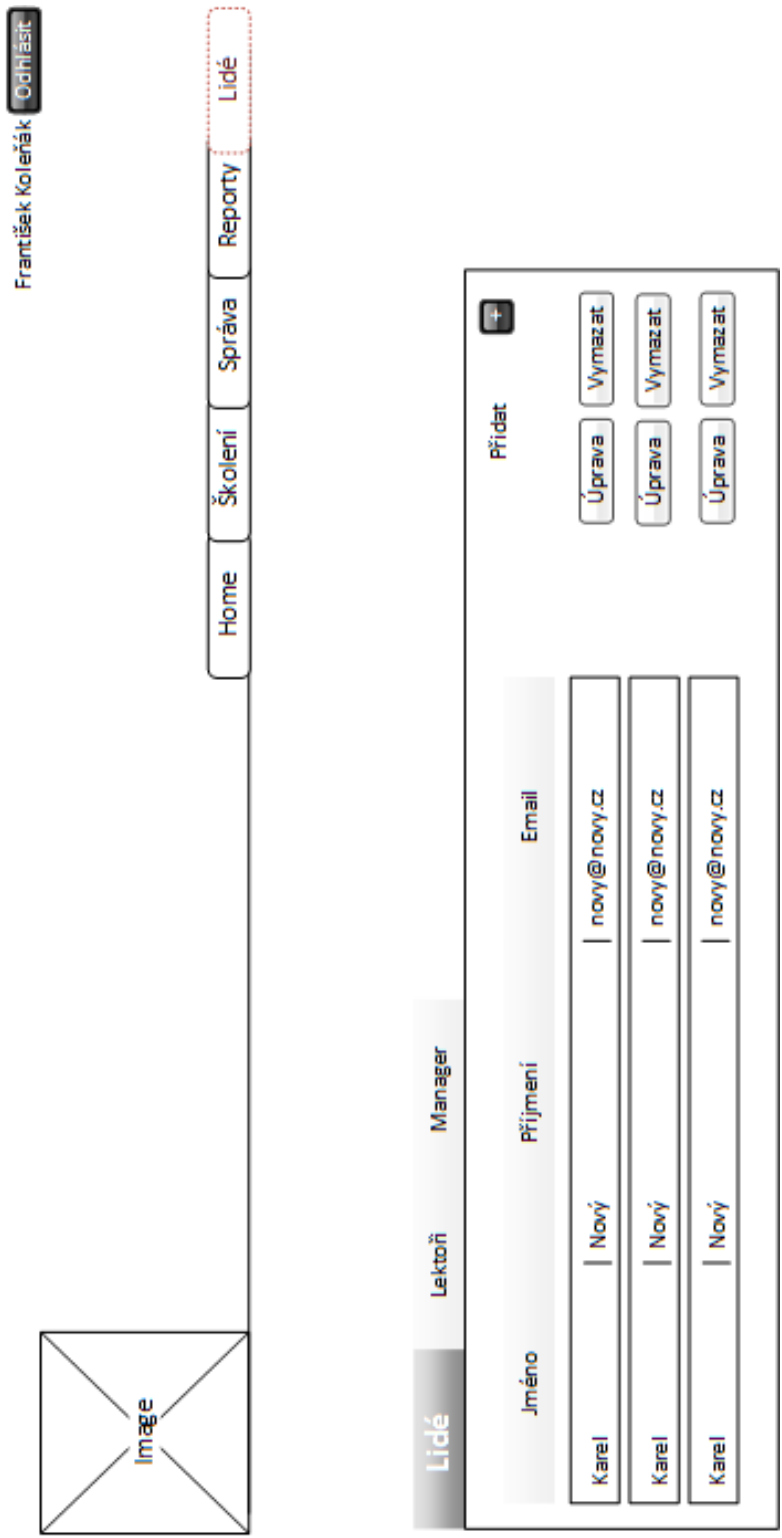 František Koleňák Odhlásit
Image
Home Školení Správa Reporty Lidé
Lidé Lektoři Manager
Přidat +
Jméno Příjmení Email
Karel | Nový | novy@novy.cz Úprava Vymazat
Karel | Nový | novy@novy.cz Úprava Vymazat
Karel | Nový | novy@novy.cz Úprava Vymazat